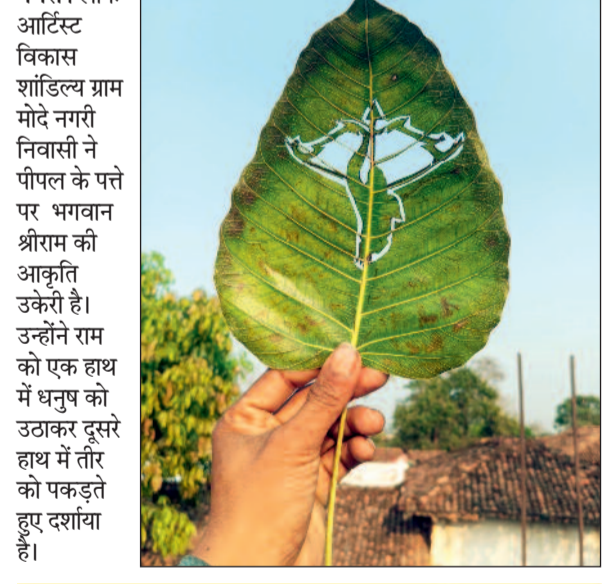 आर्टिस्ट
विकास
शांडिल्य ग्राम
मोदे नगरी
निवासी ने
पीपल के पत्ते
पर भगवान
श्रीराम की
आकृति
उकेरी है।
उन्होंने राम
को एक हाथ
में धनुष को
उठाकर दूसरे
हाथ में तीर
को पकड़ते
हुए दर्शाया
है।